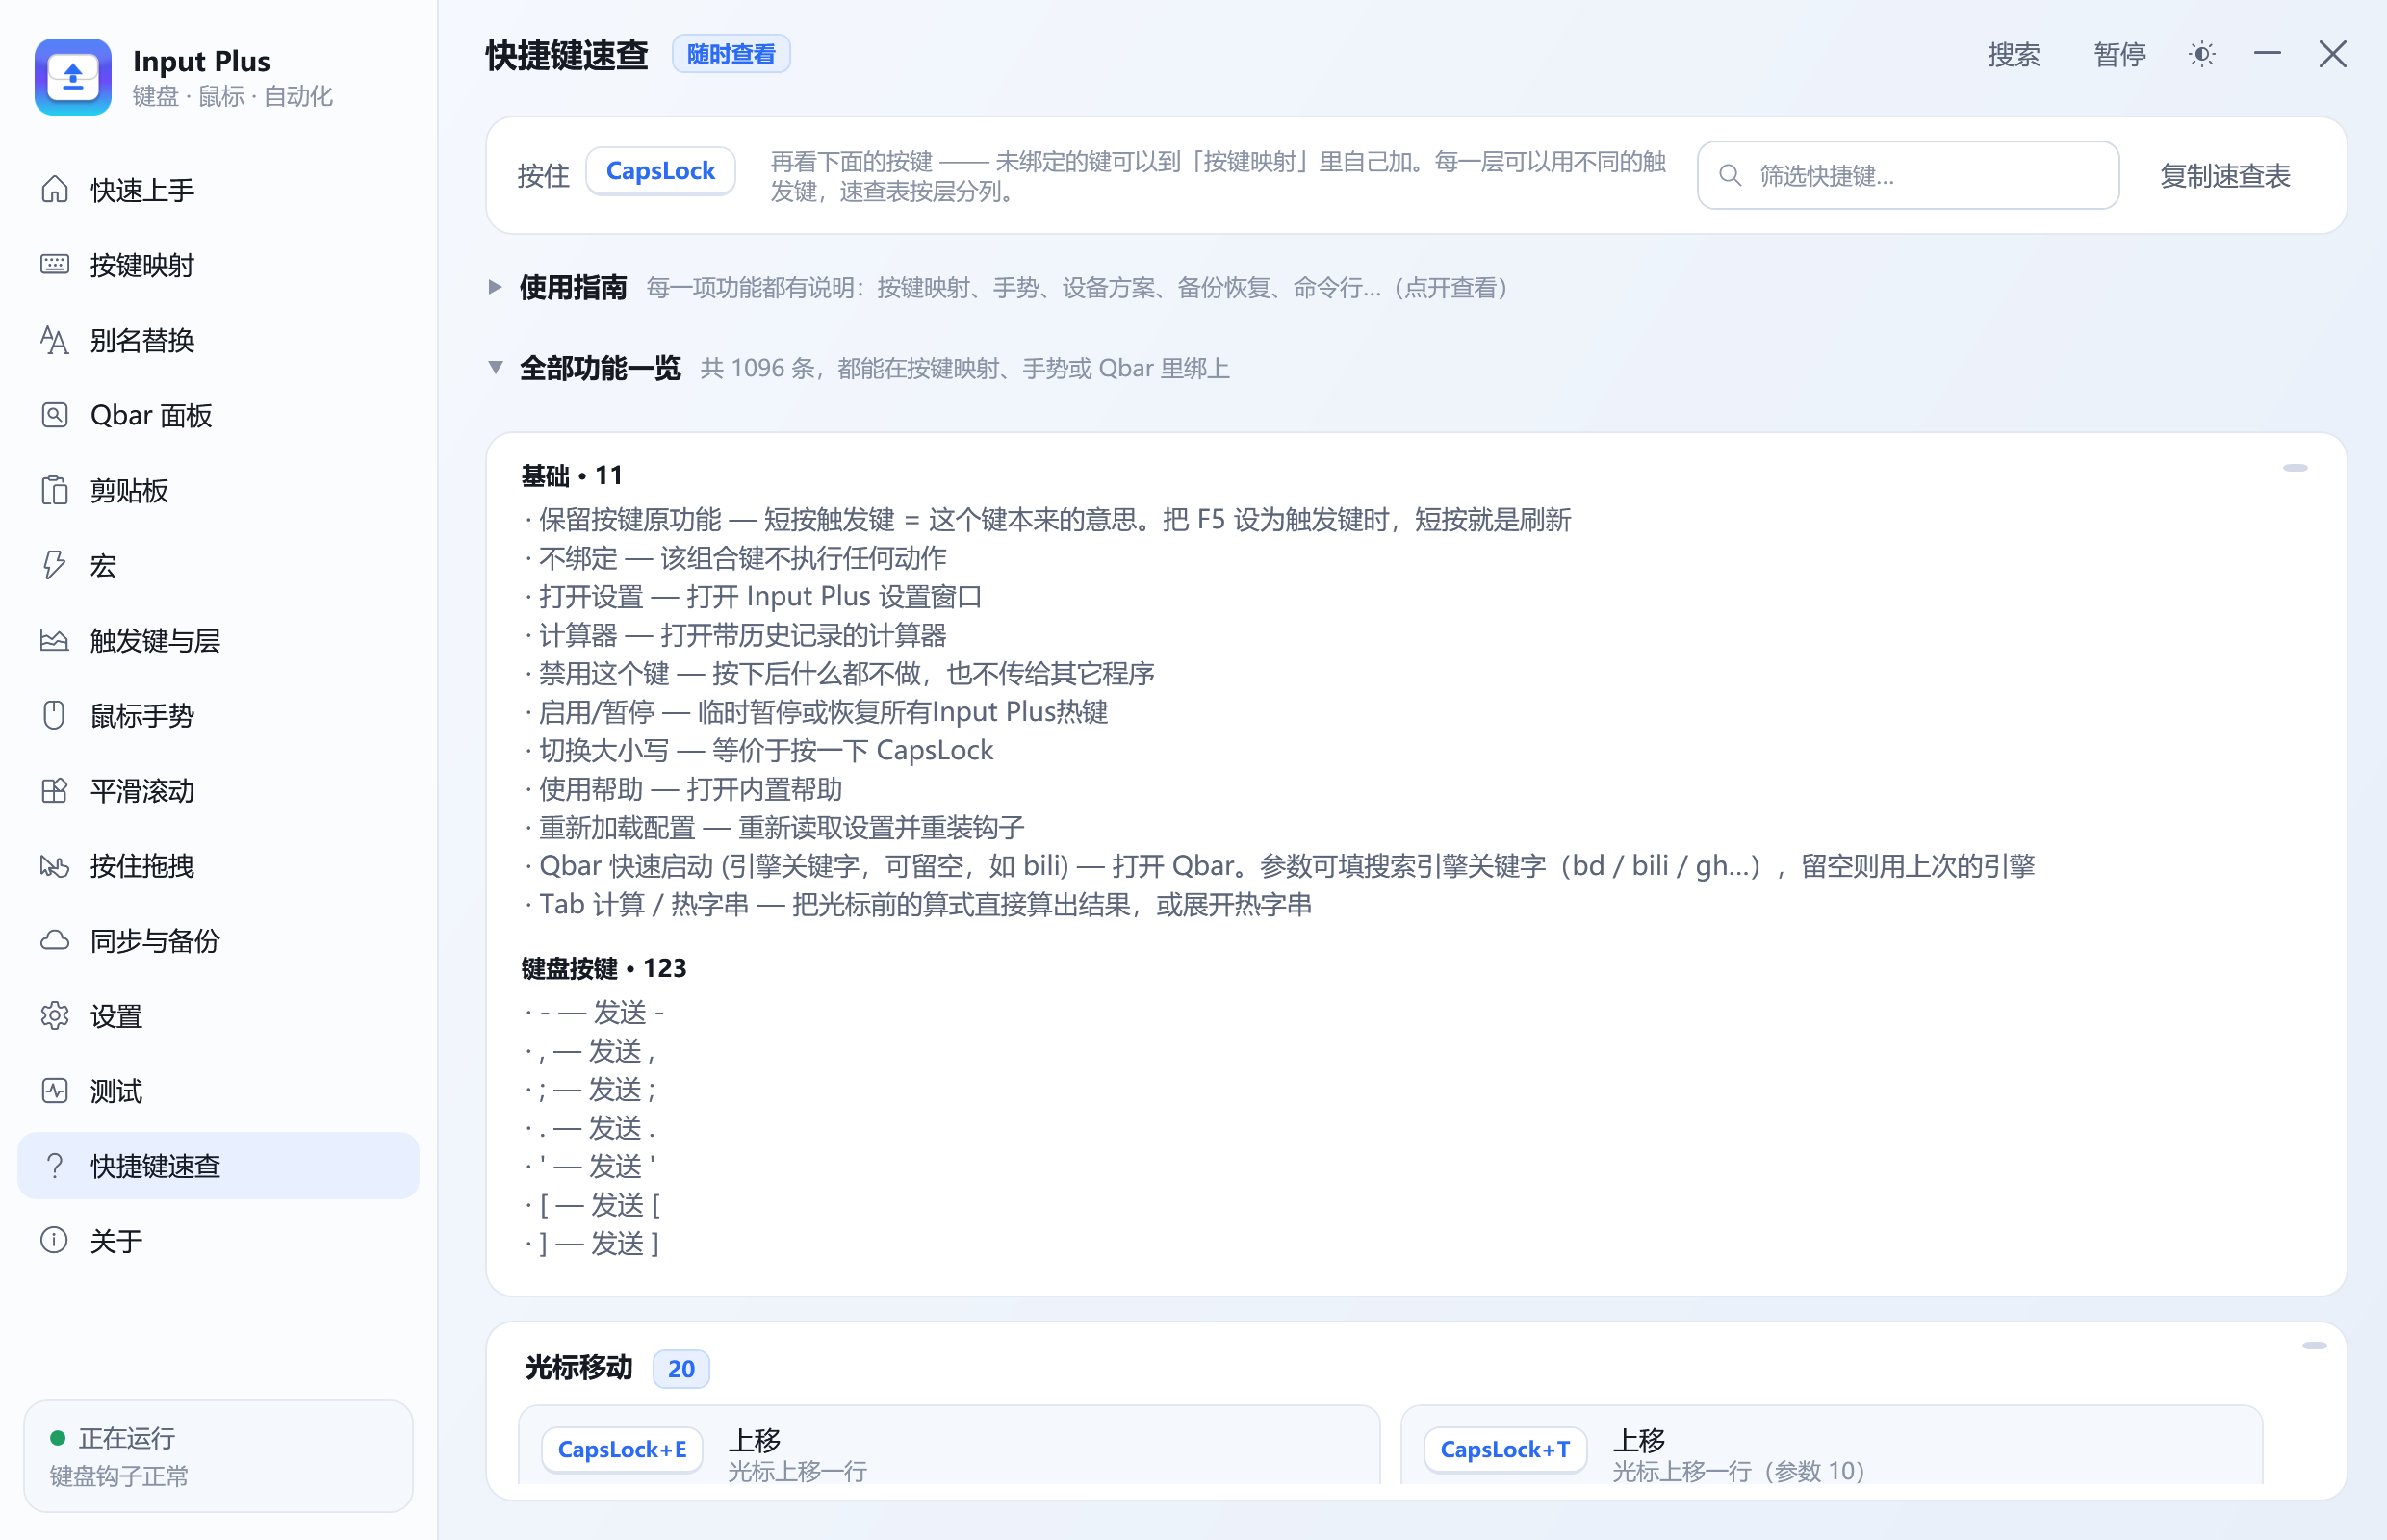 Input Plus
键盘 · 鼠标 · 自动化
快速上手
按键映射
别名替换
Qbar 面板
剪贴板
宏
触发键与层
鼠标手势
平滑滚动
按住拖拽
同步与备份
设置
测试
快捷键速查
关于
正在运行
键盘钩子正常
快捷键速查 随时查看
搜索 暂停
按住 CapsLock
再看下面的按键 —— 未绑定的键可以到「按键映射」里自己加。每一层可以用不同的触
发键，速查表按层分列。
筛选快捷键...
复制速查表
使用指南 每一项功能都有说明：按键映射、手势、设备方案、备份恢复、命令行...（点开查看）
全部功能一览 共 1096 条，都能在按键映射、手势或 Qbar 里绑上
基础 • 11
· 保留按键原功能 — 短按触发键 = 这个键本来的意思。把 F5 设为触发键时，短按就是刷新
· 不绑定 — 该组合键不执行任何动作
· 打开设置 — 打开 Input Plus 设置窗口
· 计算器 — 打开带历史记录的计算器
· 禁用这个键 — 按下后什么都不做，也不传给其它程序
· 启用/暂停 — 临时暂停或恢复所有Input Plus热键
· 切换大小写 — 等价于按一下 CapsLock
· 使用帮助 — 打开内置帮助
· 重新加载配置 — 重新读取设置并重装钩子
· Qbar 快速启动 (引擎关键字，可留空，如 bili) — 打开 Qbar。参数可填搜索引擎关键字（bd / bili / gh...），留空则用上次的引擎
· Tab 计算 / 热字串 — 把光标前的算式直接算出结果，或展开热字串
键盘按键 • 123
· - — 发送 -
· , — 发送 ,
· ; — 发送 ;
· . — 发送 .
· ' — 发送 '
· [ — 发送 [
· ] — 发送 ]
光标移动 20
CapsLock+E 上移
光标上移一行
CapsLock+T 上移
光标上移一行（参数 10）